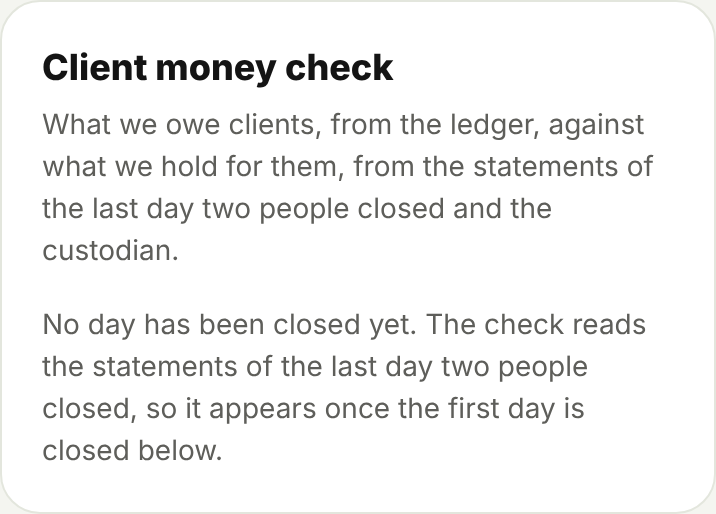 Client money check
What we owe clients, from the ledger, against
what we hold for them, from the statements of
the last day two people closed and the
custodian.
No day has been closed yet. The check reads
the statements of the last day two people
closed, so it appears once the first day is
closed below.